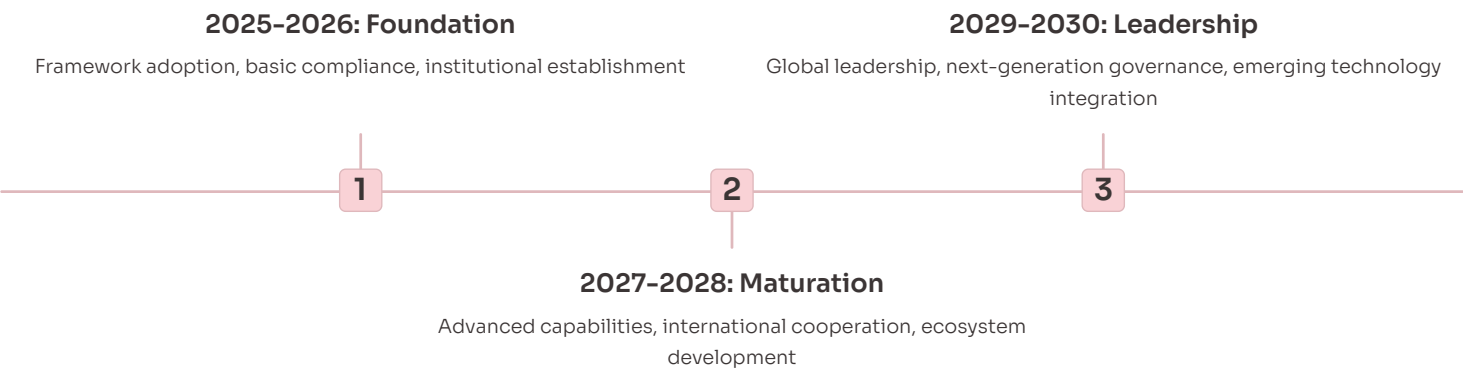 2025-2026: Foundation
Framework adoption, basic compliance, institutional establishment
2029-2030: Leadership
Global leadership, next-generation governance, emerging technology
integration
1
2
3
2027-2028: Maturation
Advanced capabilities, international cooperation, ecosystem
development